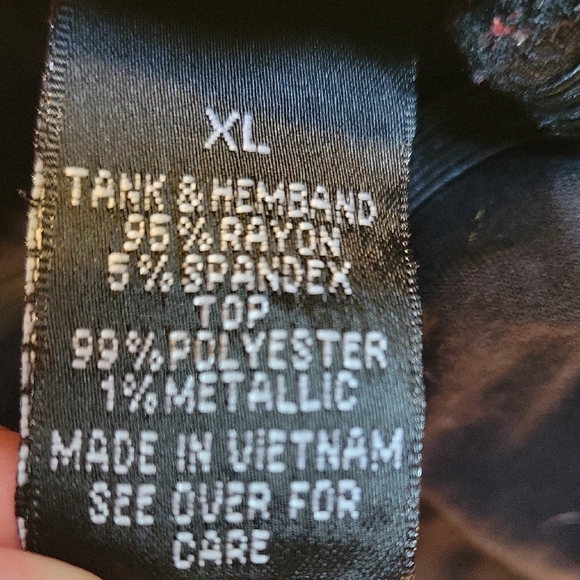 XL
TANK & HEMBAND
95% RAYON
5% SPANDEX
TOP
99% POLYESTER
1% METALLIC
MADE IN VIETNAM
SEE OVER FOR
CARE